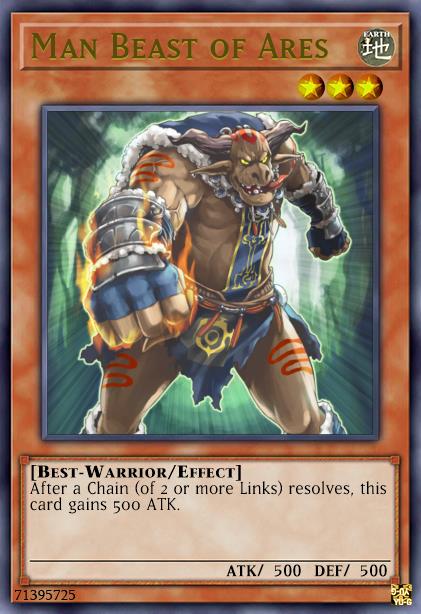 Man Beast of Ares
EARTH
地
[Best-Warrior/Effect]
After a Chain (of 2 or more Links) resolves, this
card gains 500 ATK.
ATK/ 500 DEF/ 500
71395725